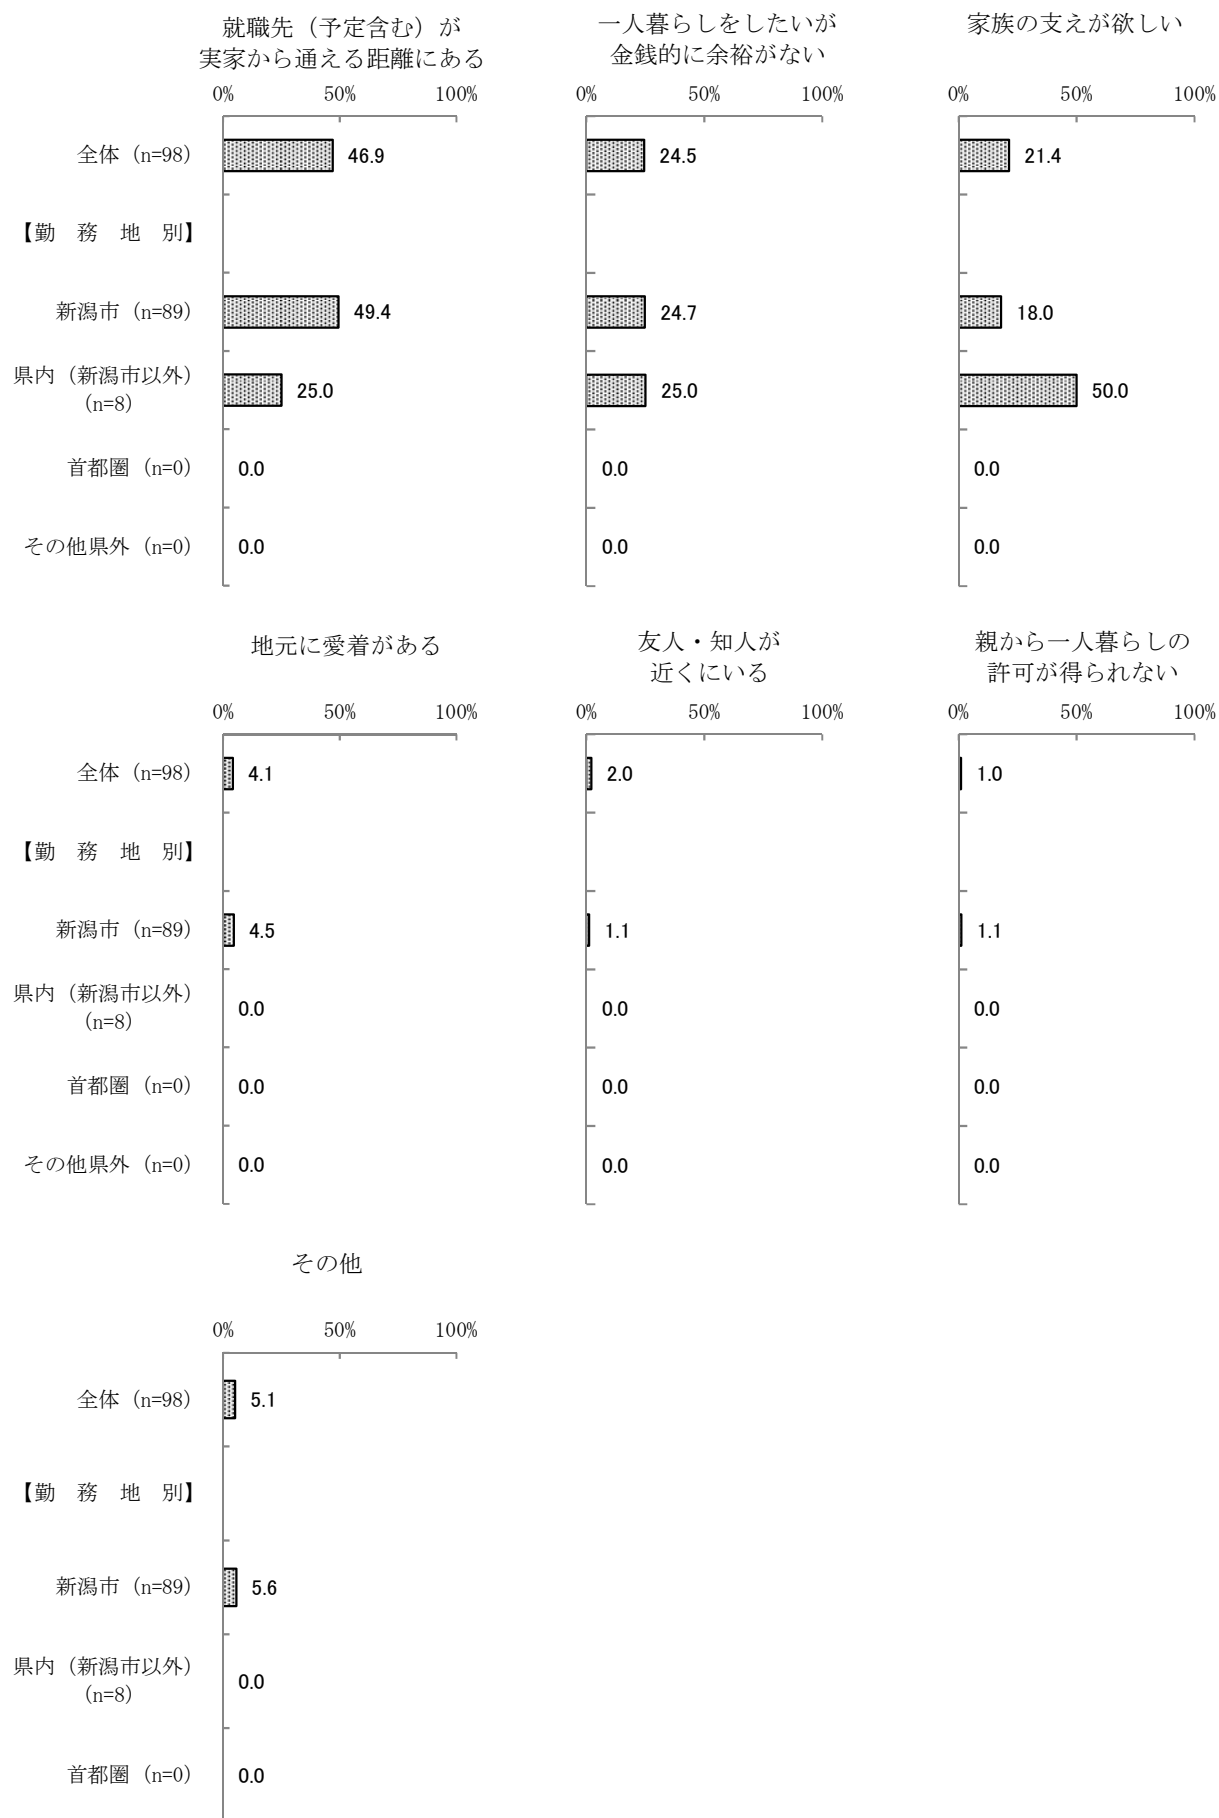 就職先（予定含む）が
実家から通える距離にある
0% 50% 100%
全体（n=98） 46.9
【勤　務　地　別】
新潟市（n=89） 49.4
県内（新潟市以外）
（n=8） 25.0
首都圏（n=0） 0.0
その他県外（n=0） 0.0
一人暮らしをしたいが
金銭的に余裕がない
0% 50% 100%
24.5
24.7
25.0
0.0
0.0
家族の支えが欲しい
0% 50% 100%
21.4
18.0
50.0
0.0
0.0
地元に愛着がある
0% 50% 100%
全体（n=98） 4.1
【勤　務　地　別】
新潟市（n=89） 4.5
県内（新潟市以外）
（n=8） 0.0
首都圏（n=0） 0.0
その他県外（n=0） 0.0
友人・知人が
近くにいる
0% 50% 100%
2.0
1.1
0.0
0.0
0.0
親から一人暮らしの
許可が得られない
0% 50% 100%
1.0
1.1
0.0
0.0
0.0
その他
0% 50% 100%
全体（n=98） 5.1
【勤　務　地　別】
新潟市（n=89） 5.6
県内（新潟市以外）
（n=8） 0.0
首都圏（n=0） 0.0